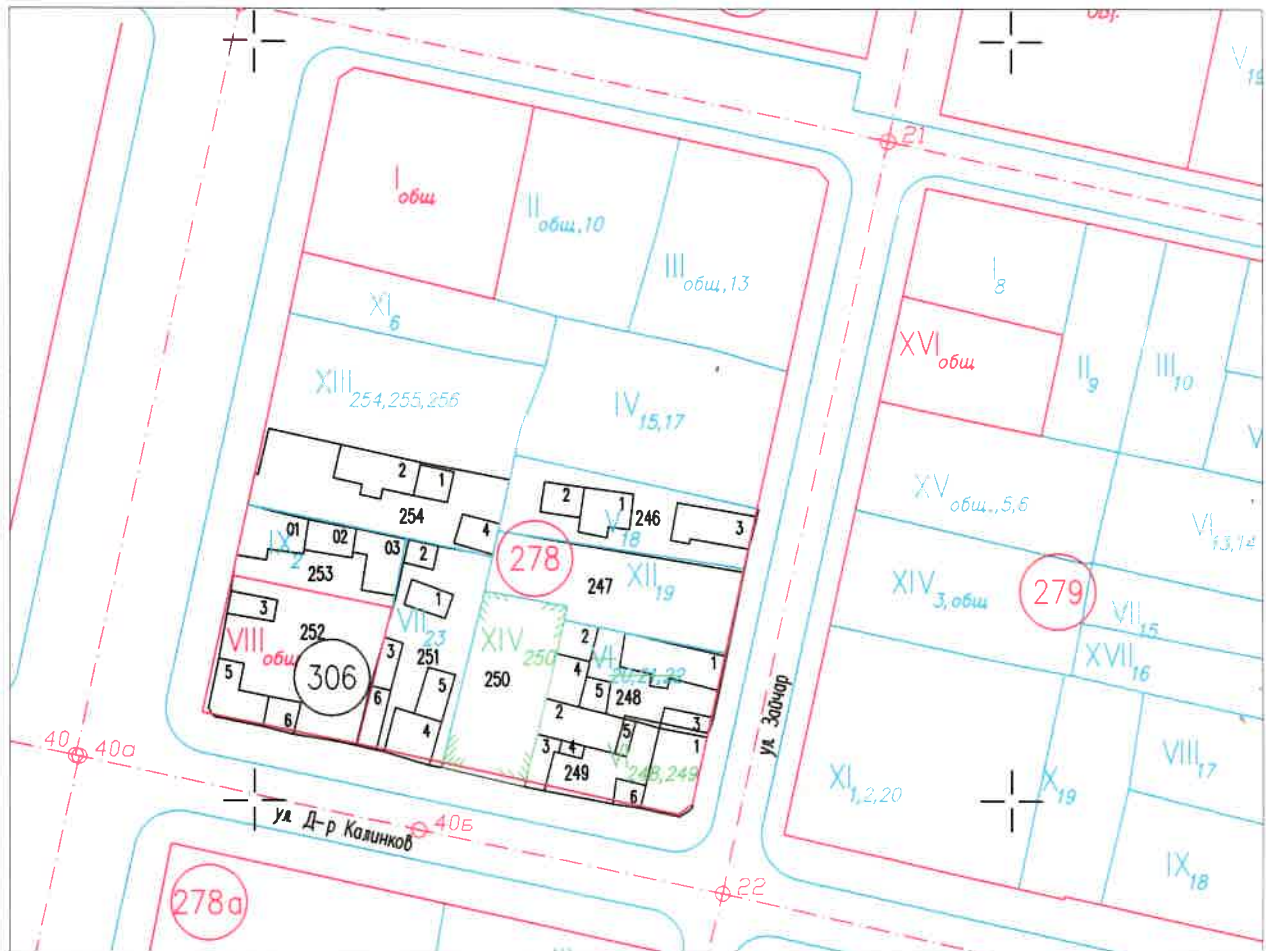 общ.
V 19
21
I общ
II общ,10
III общ,13
I 8
XI 6
XVI общ
II 9
III 10
XIII 254,255,256
IV 15,17
V
XV общ.,5,6
VI 13,14
2
1
254
4
2
1
V 18
246
3
278
01
02
03
IX 2
253
2
1
247
XII 19
XIV 3,общ
279
VII 15
XVII 16
3
252
VIII общ
306
5
6
VII 23
3
251
5
6
4
XIV 250
250
2
VI 20,21,22
1
4
5
248
3
2
5
1
3
4
249
VI 248,249
6
ул. Зайчар
40
40а
40Б
ул. Д-р Калинков
22
XI 1,2,20
X 19
VIII 17
IX 18
278а